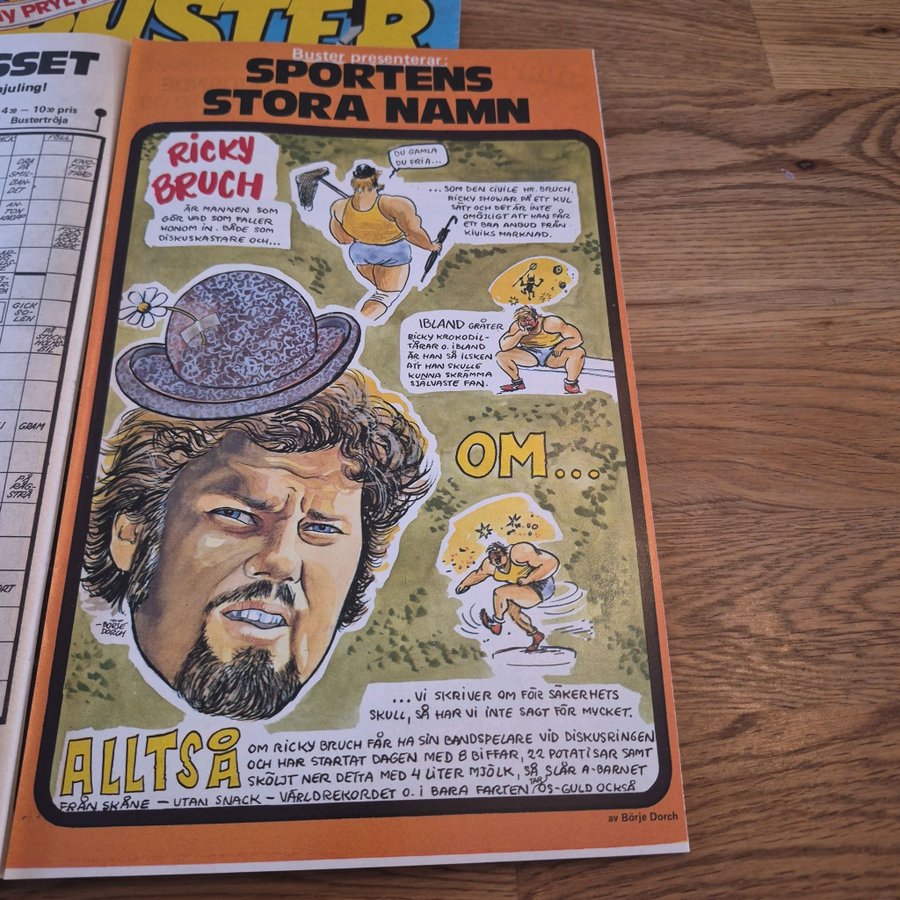 BUSTER
SSET
juling!
4:e — 10:e pris
Bustertröja
GICK
SO-
LEN
GRAM
Buster presenterar:
SPORTENS
STORA NAMN
RICKY
BRUCH
ÄR MANNEN SOM
GÖR VAD SOM FALLER
HONOM IN. BÅDE SOM
DISKUSKASTARE OCH...
DU GAMLA
DU FRIA...
...SOM DEN CIVILE HR. BRUCH.
RICKY SHOWAR PÅ ETT KUL
SÄTT OCH DET ÄR INTE
OMÖJLIGT ATT HAN FÅR
ETT BRA ANBUD FRÅN
KIVIKS MARKNAD.
IBLAND GRÅTER
RICKY KROKODIL-
TÅRAR O. IBLAND
ÄR HAN SÅ ILSKEN
ATT HAN SKULLE
KUNNA SKRÄMMA
SJÄLVASTE FAN.
OM...
BÖRJE
DORCH
...VI SKRIVER OM FÖR SÄKERHETS
SKULL, SÅ HAR VI INTE SAGT FÖR MYCKET.
ALLTSÅ
OM RICKY BRUCH FÅR HA SIN BANDSPELARE VID DISKUSRINGEN
OCH HAR STARTAT DAGEN MED 8 BIFFAR, 22 POTATISAR SAMT
SKÖLJT NER DETTA MED 4 LITER MJÖLK, SÅ SLÅR A-BARNET
FRÅN SKÅNE — UTAN SNACK — VÄRLDREKORDET O. I BARA FARTEN TAR OS-GULD OCKSÅ
av Börje Dorch